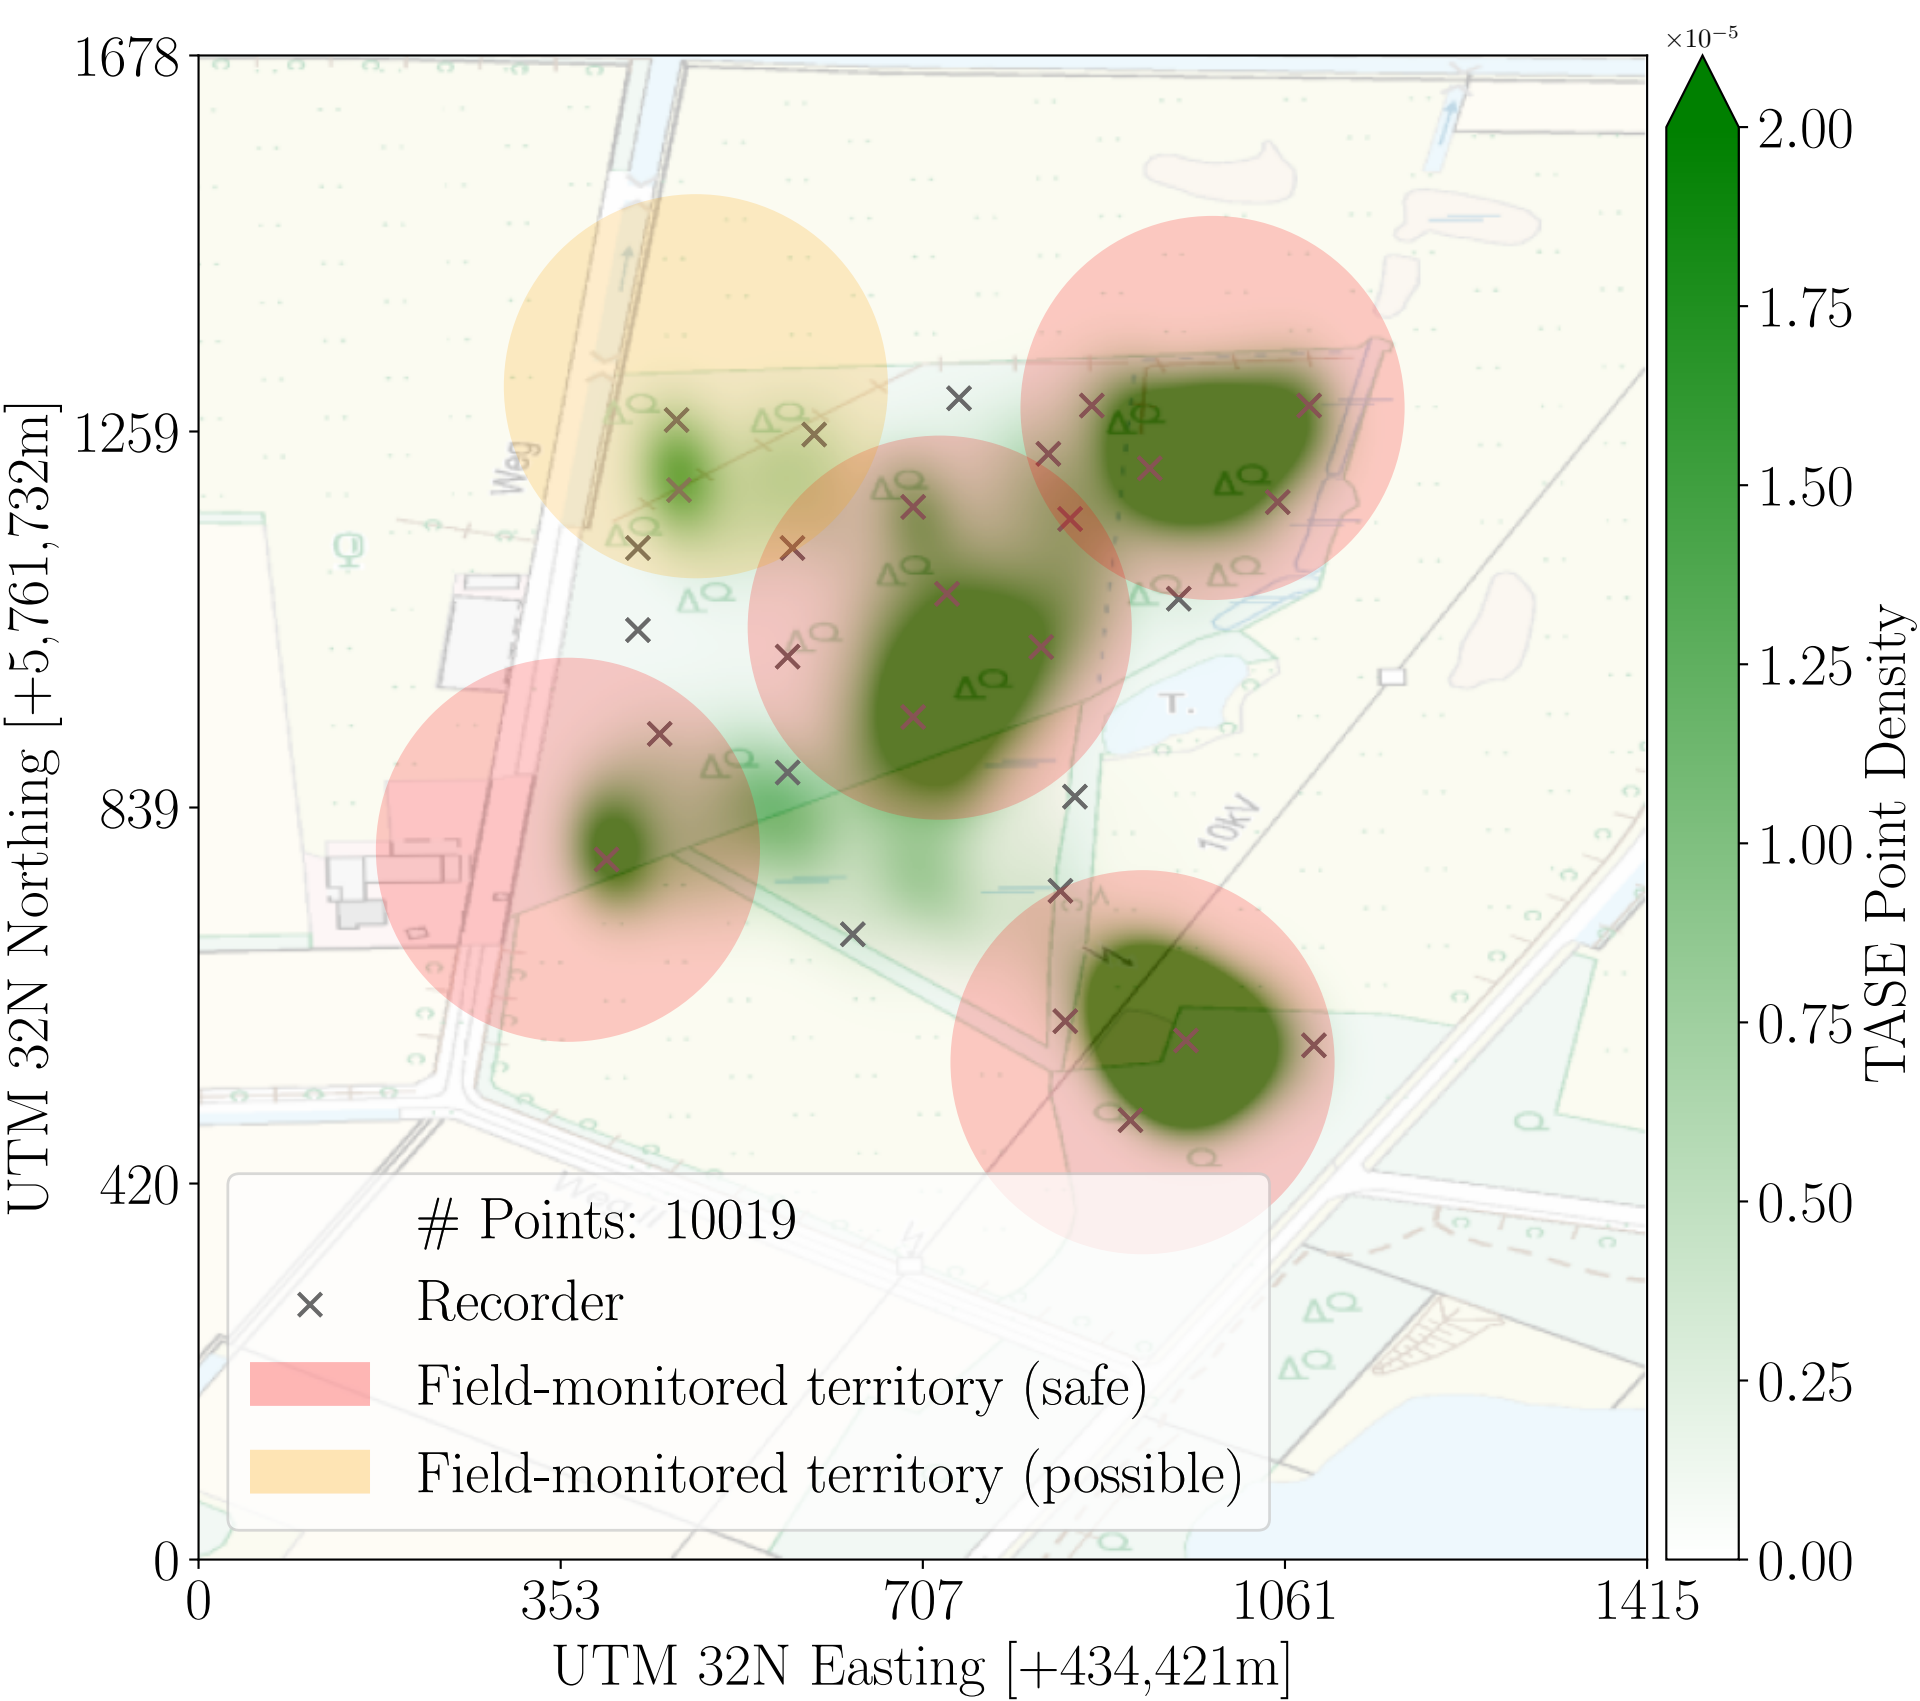 ×10⁻⁵
1678
1259
839
420
0
UTM 32N Northing [+5,761,732m]
Weg
T.
10kV
Weg
# Points: 10019
Recorder
Field-monitored territory (safe)
Field-monitored territory (possible)
0
353
707
1061
1415
UTM 32N Easting [+434,421m]
2.00
1.75
1.50
1.25
1.00
0.75
0.50
0.25
0.00
TASE Point Density